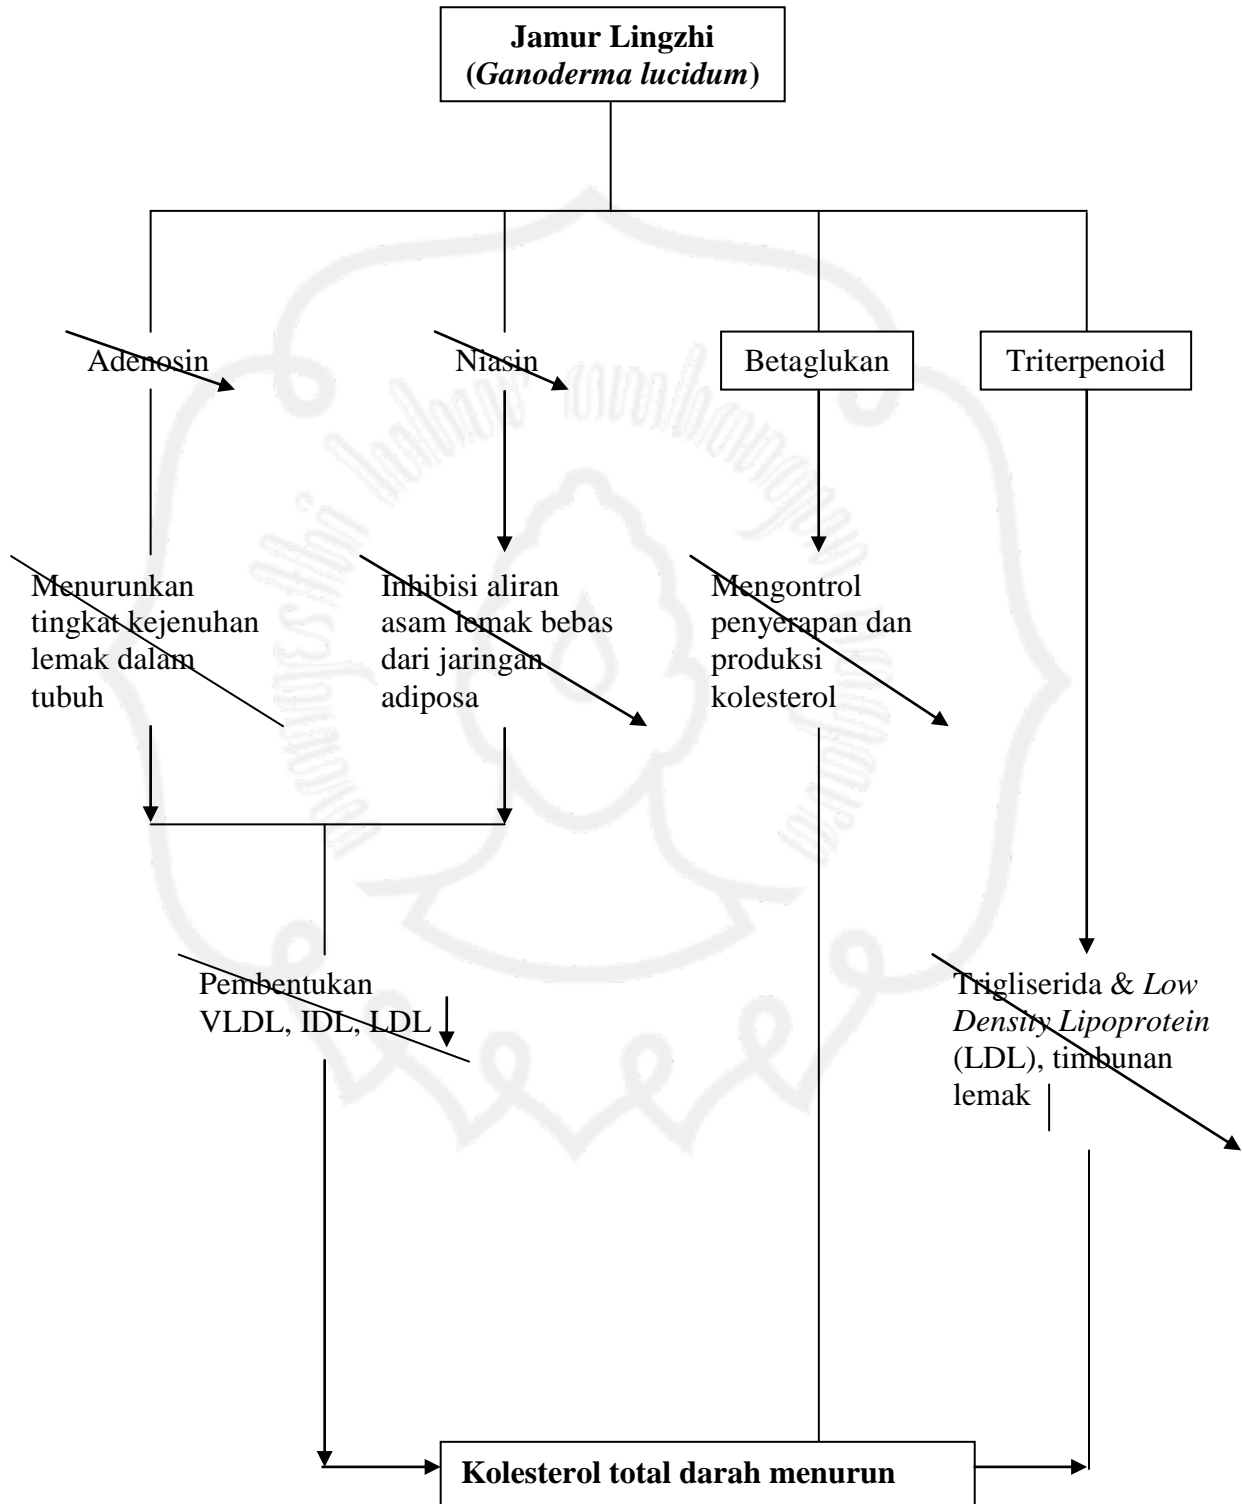 Jamur Lingzhi
(Ganoderma lucidum)
Adenosin
Niasin
Betaglukan
Triterpenoid
Menurunkan
tingkat kejenuhan
lemak dalam
tubuh
Inhibisi aliran
asam lemak bebas
dari jaringan
adiposa
Mengontrol
penyerapan dan
produksi
kolesterol
Pembentukan
VLDL, IDL, LDL
Trigliserida & Low
Density Lipoprotein
(LDL), timbunan
lemak
Kolesterol total darah menurun